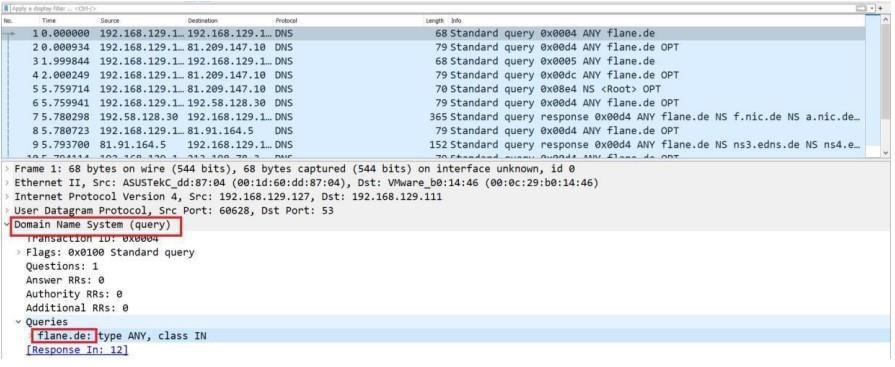 Apply a display filter ... <Ctrl-/>
No. Time Source Destination Protocol Length Info
1 0.000000 192.168.129.1… 192.168.129.1… DNS 68 Standard query 0x0004 ANY flane.de
2 0.000934 192.168.129.1… 81.209.147.10 DNS 79 Standard query 0x00d4 ANY flane.de OPT
3 1.999844 192.168.129.1… 192.168.129.1… DNS 68 Standard query 0x0005 ANY flane.de
4 2.000249 192.168.129.1… 81.209.147.10 DNS 79 Standard query 0x00dc ANY flane.de OPT
5 5.759714 192.168.129.1… 81.209.147.10 DNS 70 Standard query 0x08e4 NS <Root> OPT
6 5.759941 192.168.129.1… 192.58.128.30 DNS 79 Standard query 0x00d4 ANY flane.de OPT
7 5.780298 192.58.128.30 192.168.129.1… DNS 365 Standard query response 0x00d4 ANY flane.de NS f.nic.de NS a.nic.de…
8 5.780723 192.168.129.1… 81.91.164.5 DNS 79 Standard query 0x00d4 ANY flane.de OPT
9 5.793700 81.91.164.5 192.168.129.1… DNS 152 Standard query response 0x00d4 ANY flane.de NS ns3.edns.de NS ns4.e…
10 5.794114 192.168.129.1… DNS 79 Standard query 0x00d4 ANY flane.de OPT
Frame 1: 68 bytes on wire (544 bits), 68 bytes captured (544 bits) on interface unknown, id 0
Ethernet II, Src: ASUSTekC_dd:87:04 (00:1d:60:dd:87:04), Dst: VMware_b0:14:46 (00:0c:29:b0:14:46)
Internet Protocol Version 4, Src: 192.168.129.127, Dst: 192.168.129.111
User Datagram Protocol, Src Port: 60628, Dst Port: 53
Domain Name System (query)
Transaction ID: 0x0004
Flags: 0x0100 Standard query
Questions: 1
Answer RRs: 0
Authority RRs: 0
Additional RRs: 0
Queries
flane.de: type ANY, class IN
[Response In: 12]